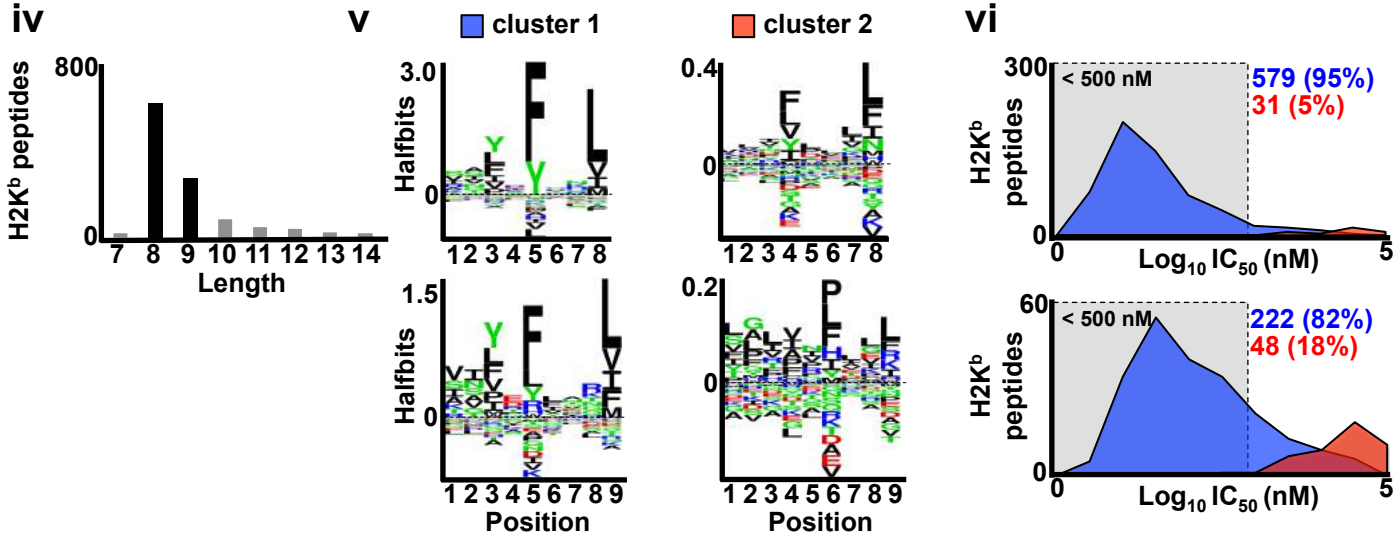 iv
800
0
H2Kᵇ peptides
7 8 9 10 11 12 13 14
Length
v
cluster 1
cluster 2
3.0
0
Halfbits
1 2 3 4 5 6 7 8
0.4
0
1 2 3 4 5 6 7 8
1.5
0
Halfbits
1 2 3 4 5 6 7 8 9
Position
0.2
0
1 2 3 4 5 6 7 8 9
Position
vi
300
0
H2Kᵇ
peptides
< 500 nM
579 (95%)
31 (5%)
0 5
Log₁₀ IC₅₀ (nM)
60
0
H2Kᵇ
peptides
< 500 nM
222 (82%)
48 (18%)
0 5
Log₁₀ IC₅₀ (nM)